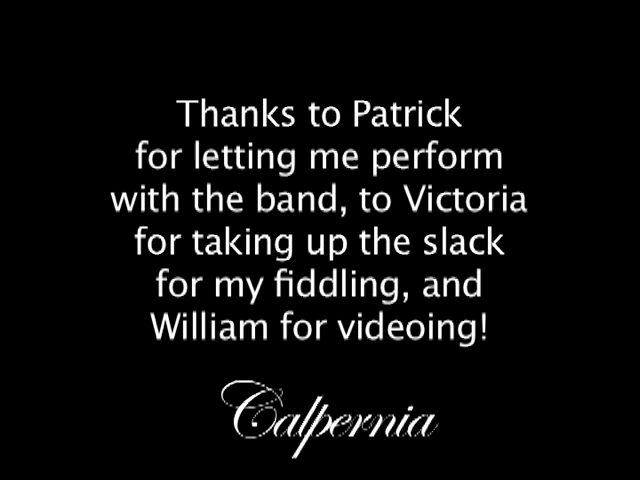 Thanks to Patrick
for letting me perform
with the band, to Victoria
for taking up the slack
for my fiddling, and
William for videoing!
Calpernia